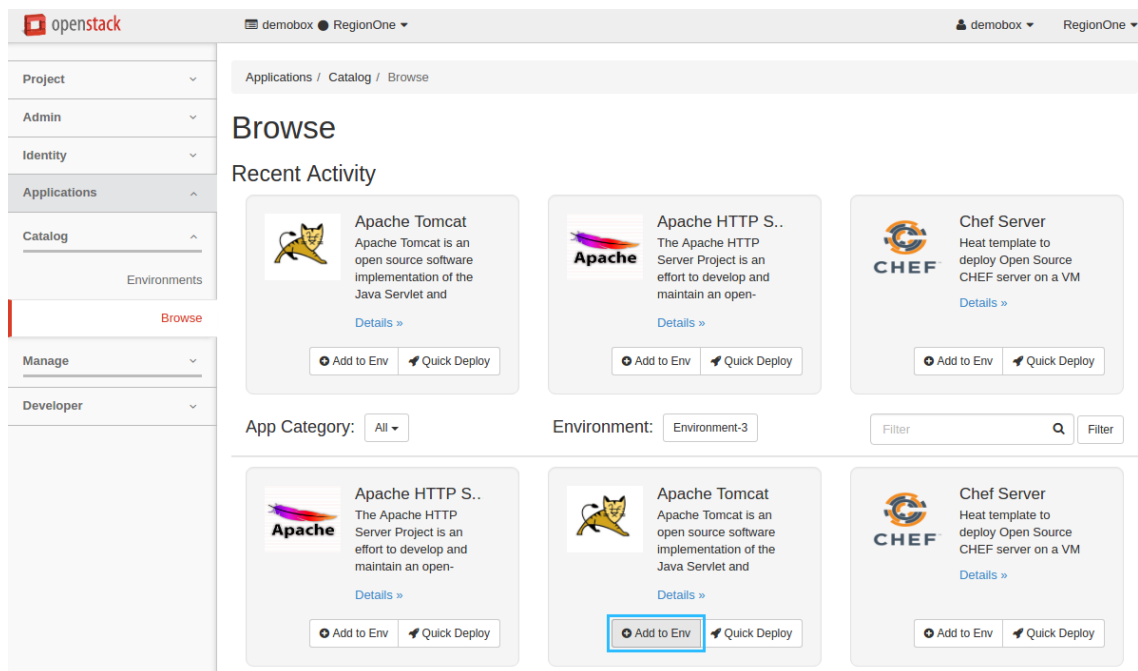 openstack
demobox ● RegionOne
demobox
RegionOne
Project
Admin
Identity
Applications
Catalog
Environments
Browse
Manage
Developer
Applications / Catalog / Browse
Browse
Recent Activity
Apache Tomcat
Apache Tomcat is an
open source software
implementation of the
Java Servlet and
Details »
Add to Env
Quick Deploy
Apache
Apache HTTP S..
The Apache HTTP
Server Project is an
effort to develop and
maintain an open-
Details »
Add to Env
Quick Deploy
CHEF
Chef Server
Heat template to
deploy Open Source
CHEF server on a VM
Details »
Add to Env
Quick Deploy
App Category: All
Environment: Environment-3
Filter
Filter
Apache
Apache HTTP S..
The Apache HTTP
Server Project is an
effort to develop and
maintain an open-
Details »
Add to Env
Quick Deploy
Apache Tomcat
Apache Tomcat is an
open source software
implementation of the
Java Servlet and
Details »
Add to Env
Quick Deploy
CHEF
Chef Server
Heat template to
deploy Open Source
CHEF server on a VM
Details »
Add to Env
Quick Deploy